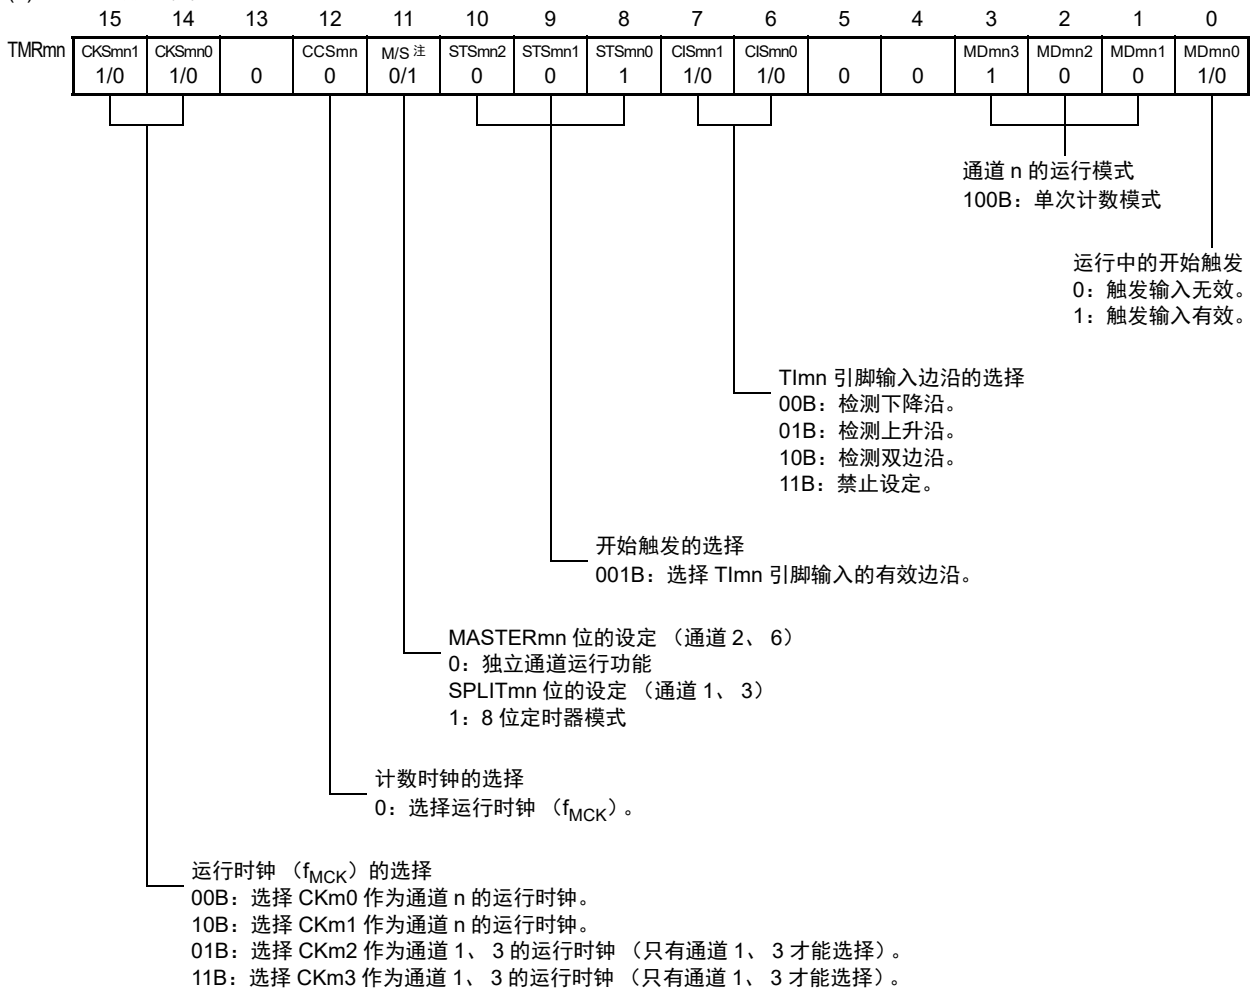 15 14 13 12 11 10 9 8 7 6 5 4 3 2 1 0
TMRmn CKSmn1 CKSmn0 CCSmn M/S 注 STSmn2 STSmn1 STSmn0 CISmn1 CISmn0 MDmn3 MDmn2 MDmn1 MDmn0
1/0 1/0 0 0 0/1 0 0 1 1/0 1/0 0 0 1 0 0 1/0
通道 n 的运行模式
100B：单次计数模式
运行中的开始触发
0：触发输入无效。
1：触发输入有效。
TImn 引脚输入边沿的选择
00B：检测下降沿。
01B：检测上升沿。
10B：检测双边沿。
11B：禁止设定。
开始触发的选择
001B：选择 TImn 引脚输入的有效边沿。
MASTERmn 位的设定 （通道 2、 6）
0：独立通道运行功能
SPLITmn 位的设定 （通道 1、 3）
1：8 位定时器模式
计数时钟的选择
0：选择运行时钟 （fMCK）。
运行时钟 （fMCK）的选择
00B：选择 CKm0 作为通道 n 的运行时钟。
10B：选择 CKm1 作为通道 n 的运行时钟。
01B：选择 CKm2 作为通道 1、 3 的运行时钟 （只有通道 1、 3 才能选择）。
11B：选择 CKm3 作为通道 1、 3 的运行时钟 （只有通道 1、 3 才能选择）。